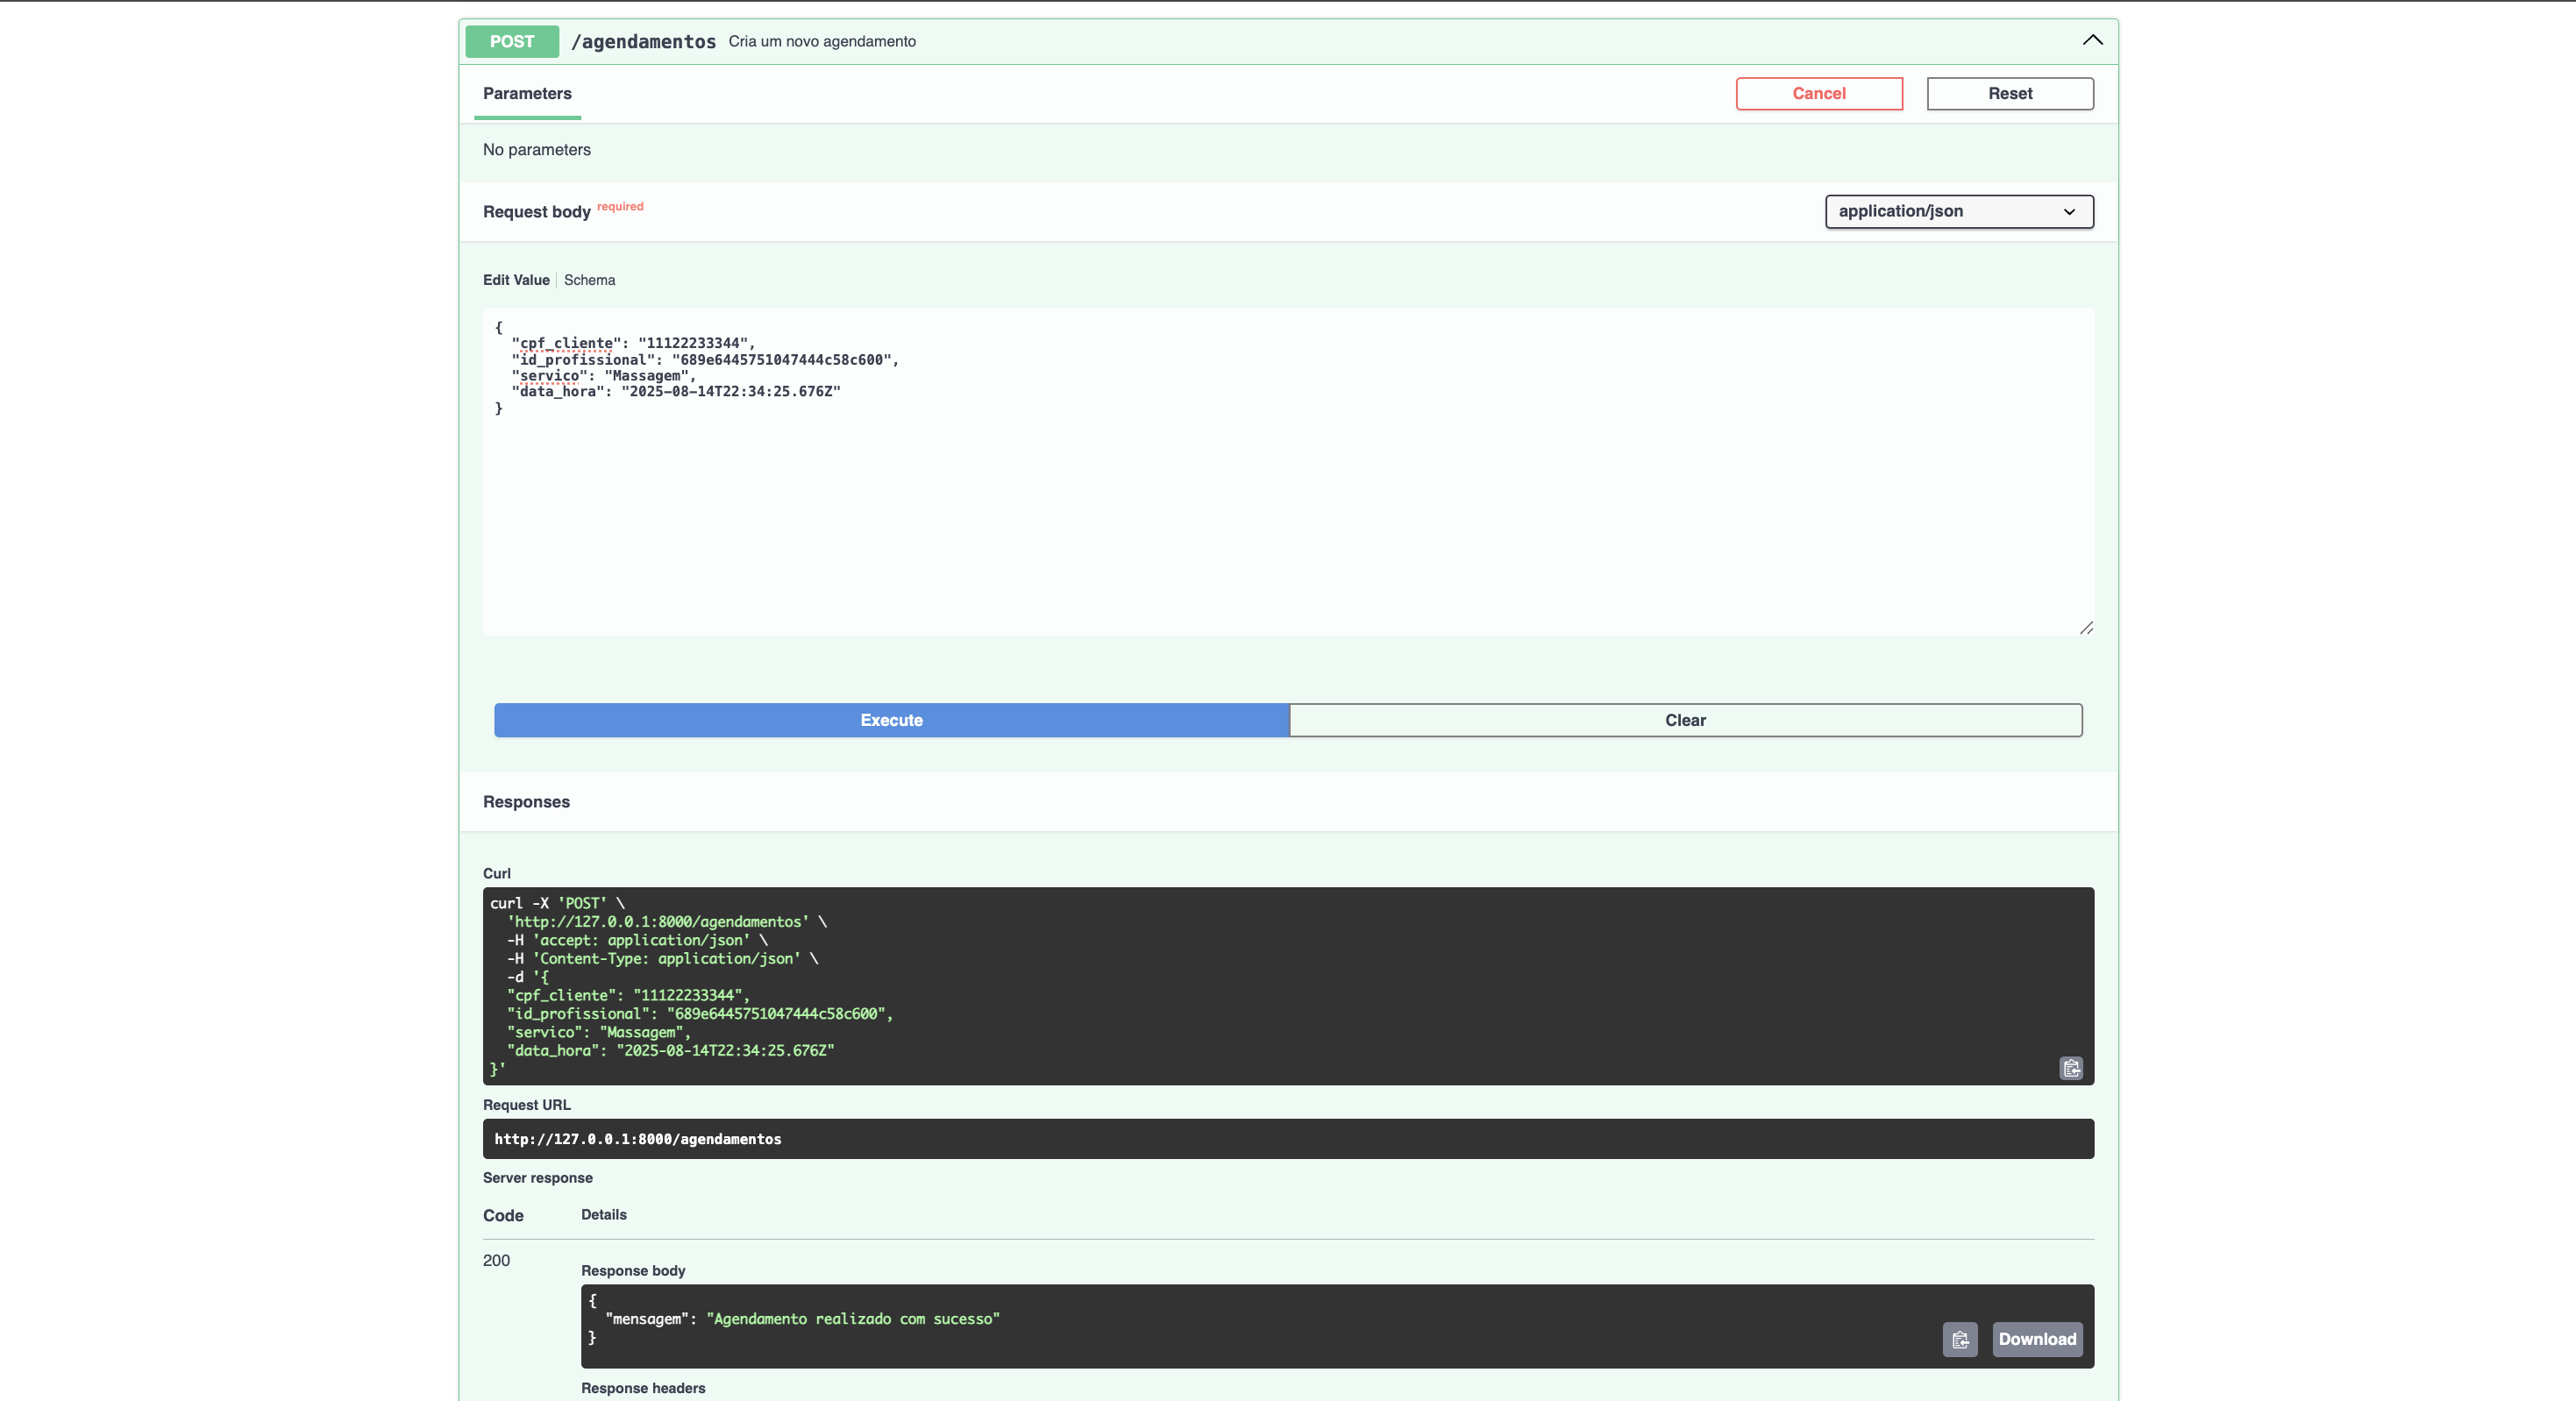 POST /agendamentos Cria um novo agendamento
Parameters
Cancel
Reset
No parameters
Request body required
application/json
Edit Value | Schema
{
  "cpf_cliente": "11122233344",
  "id_profissional": "689e6445751047444c58c600",
  "servico": "Massagem",
  "data_hora": "2025-08-14T22:34:25.676Z"
}
Execute
Clear
Responses
Curl
curl -X 'POST' \
  'http://127.0.0.1:8000/agendamentos' \
  -H 'accept: application/json' \
  -H 'Content-Type: application/json' \
  -d '{
  "cpf_cliente": "11122233344",
  "id_profissional": "689e6445751047444c58c600",
  "servico": "Massagem",
  "data_hora": "2025-08-14T22:34:25.676Z"
}'
Request URL
http://127.0.0.1:8000/agendamentos
Server response
Code Details
200
Response body
{
  "mensagem": "Agendamento realizado com sucesso"
}
Download
Response headers